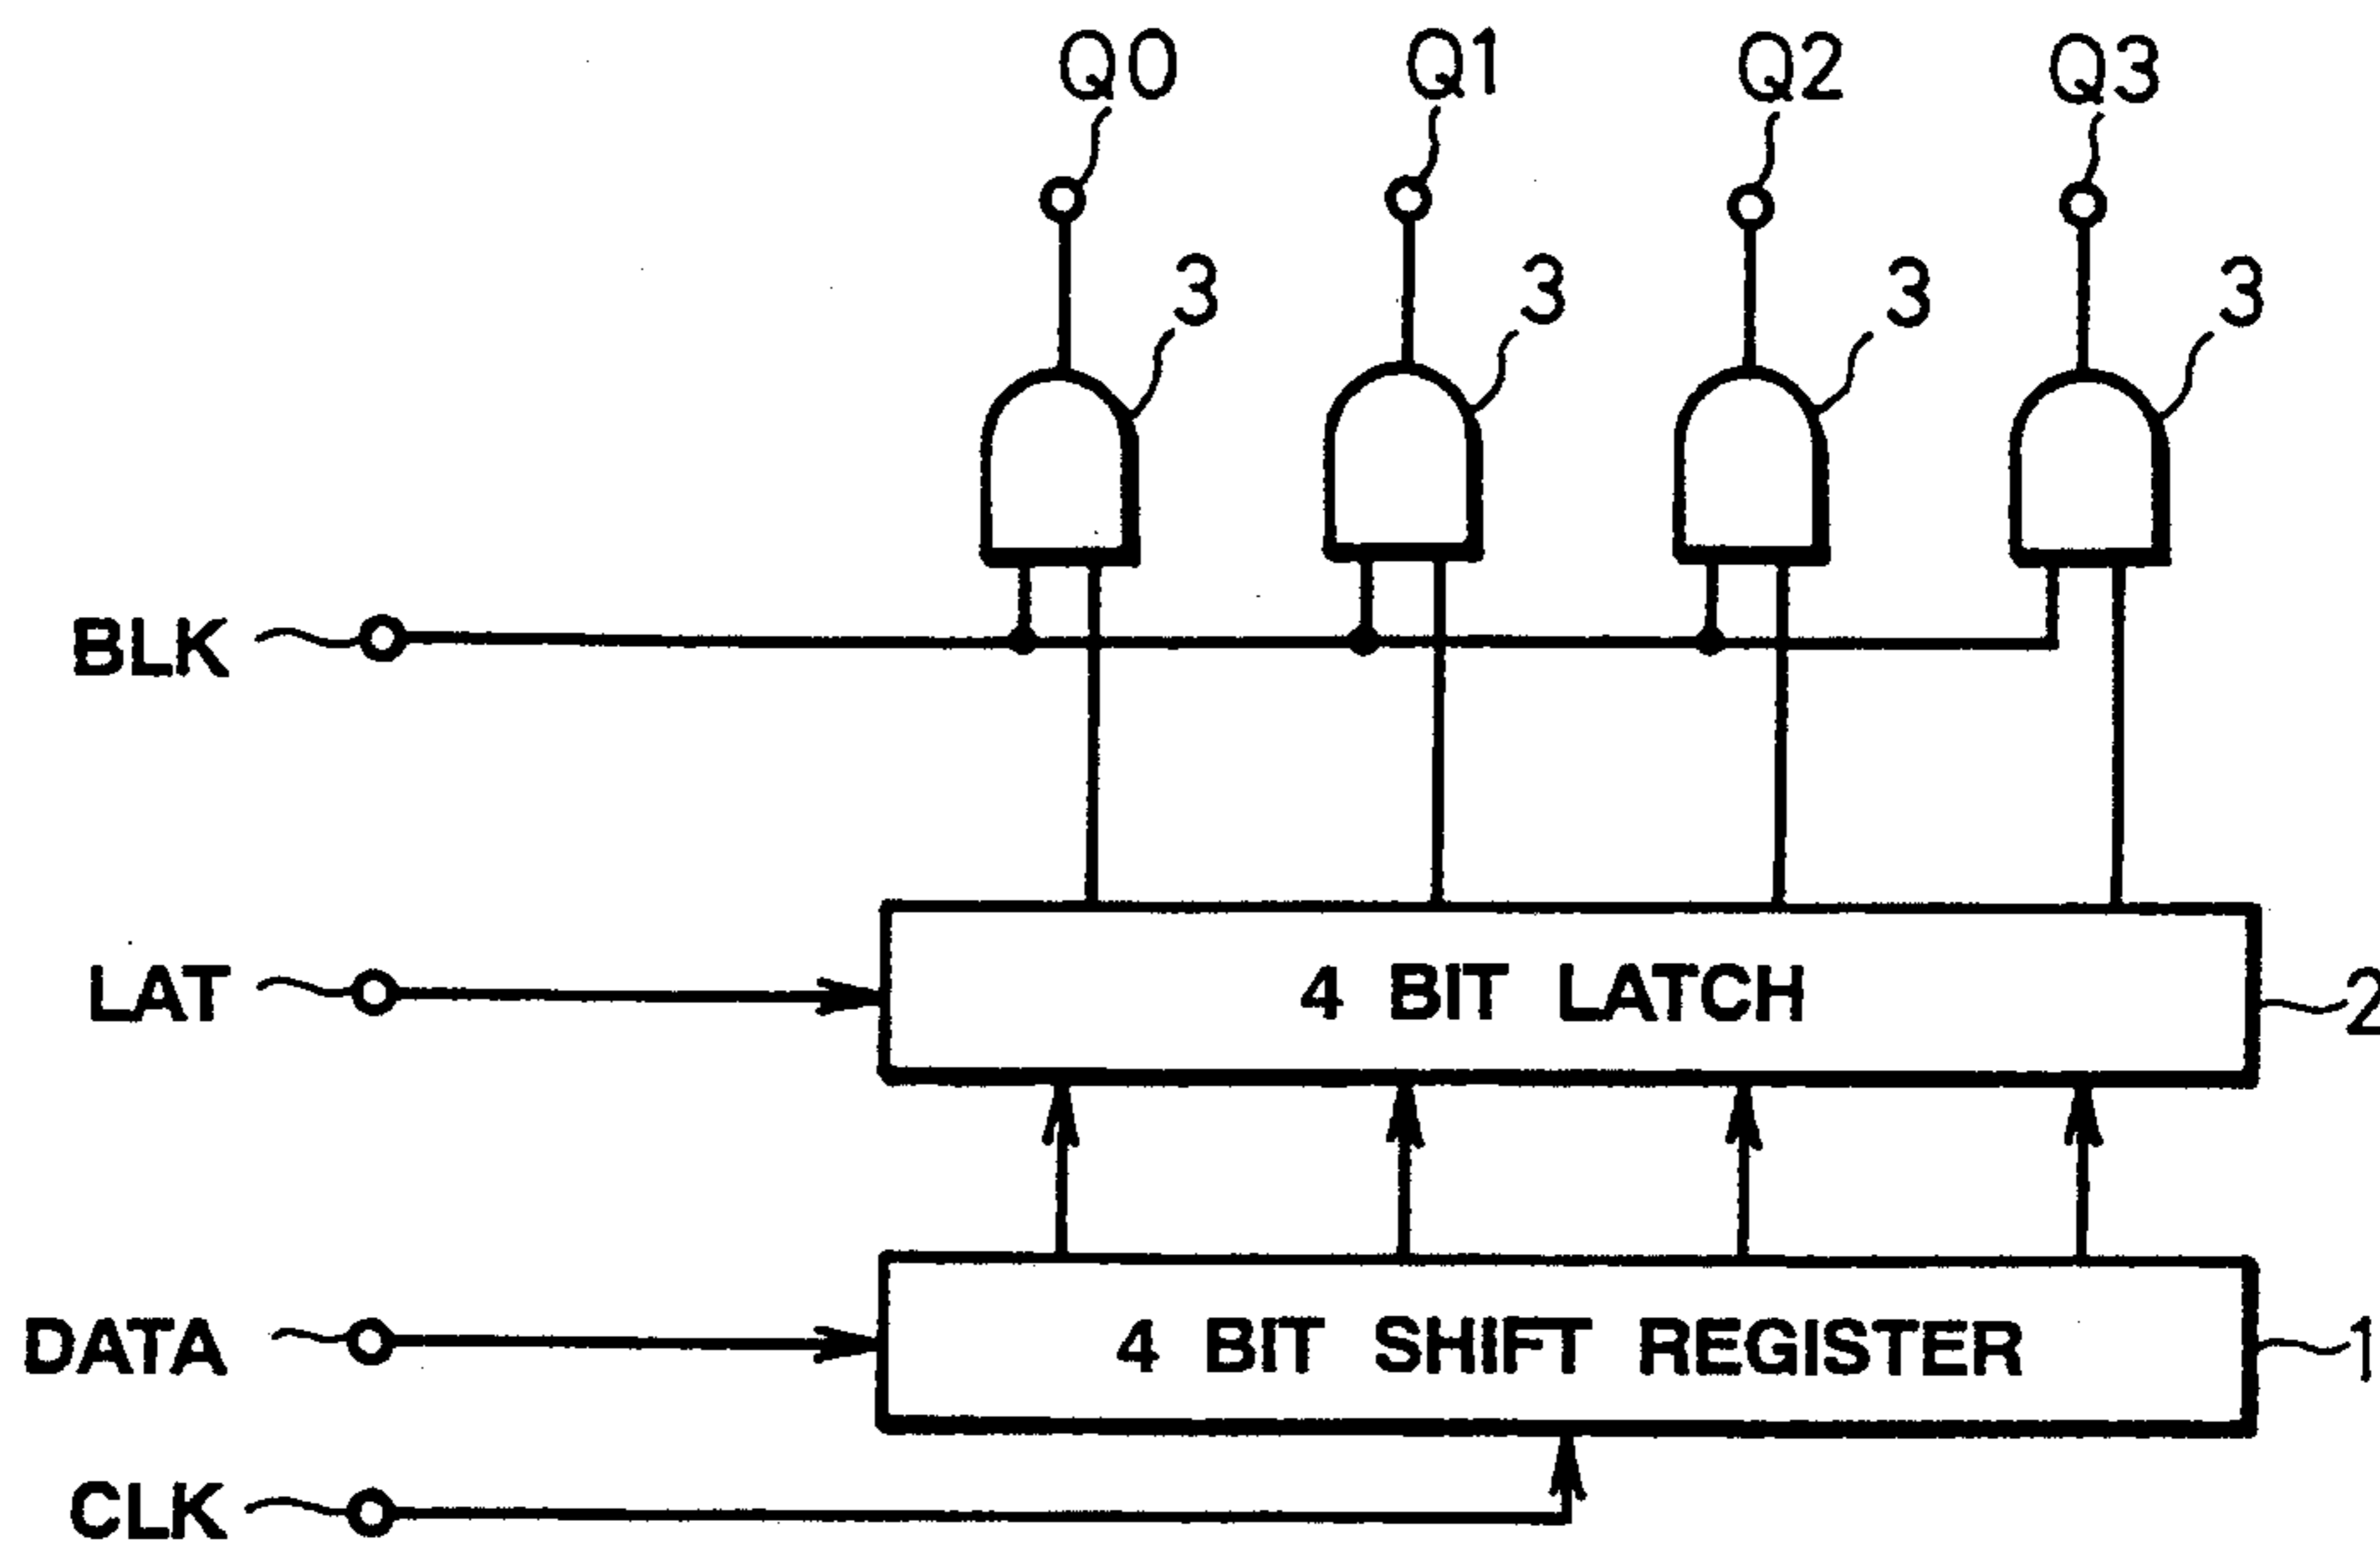 Q0 Q1 Q2 Q3
3 3 3 3
BLK
LAT 4 BIT LATCH 2
DATA 4 BIT SHIFT REGISTER 1
CLK